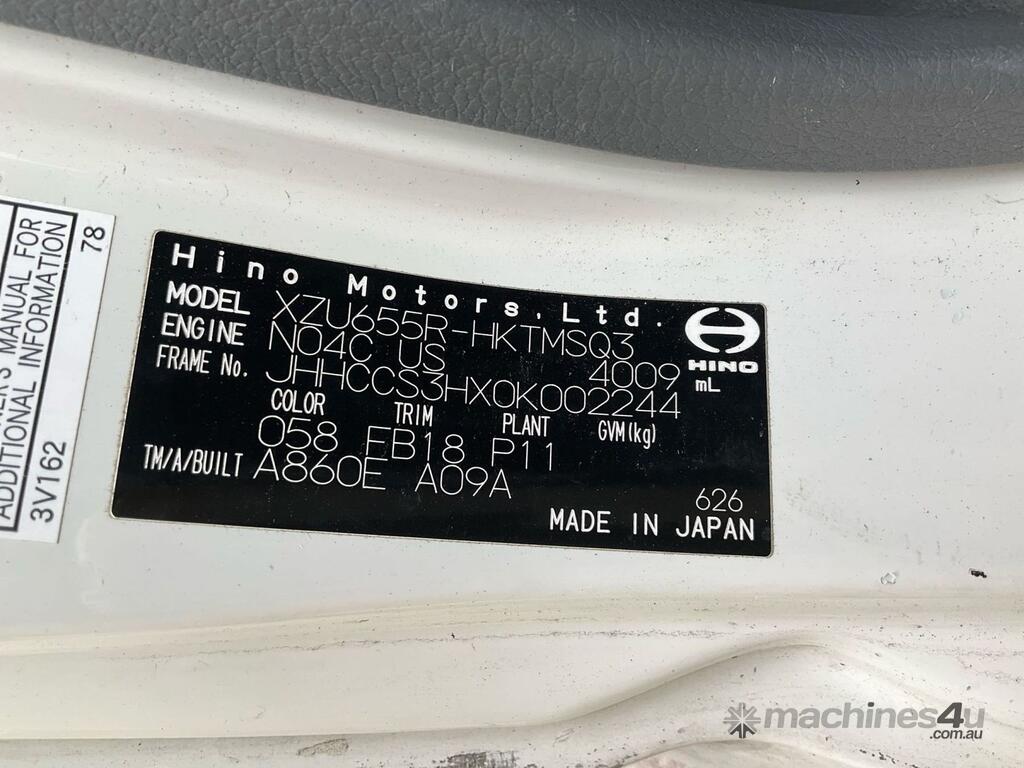 ADDITIONAL INFORMATION
3V162
78
Hino Motors, Ltd.
MODEL XZU655R-HKTMSQ3
ENGINE N04C US 4009 mL
FRAME No. JHHCCS3HX0K002244
COLOR TRIM PLANT GVM(kg)
058 FB18 P11
TM/A/BUILT A860E A09A
626
MADE IN JAPAN
HINO
machines4u
.com.au